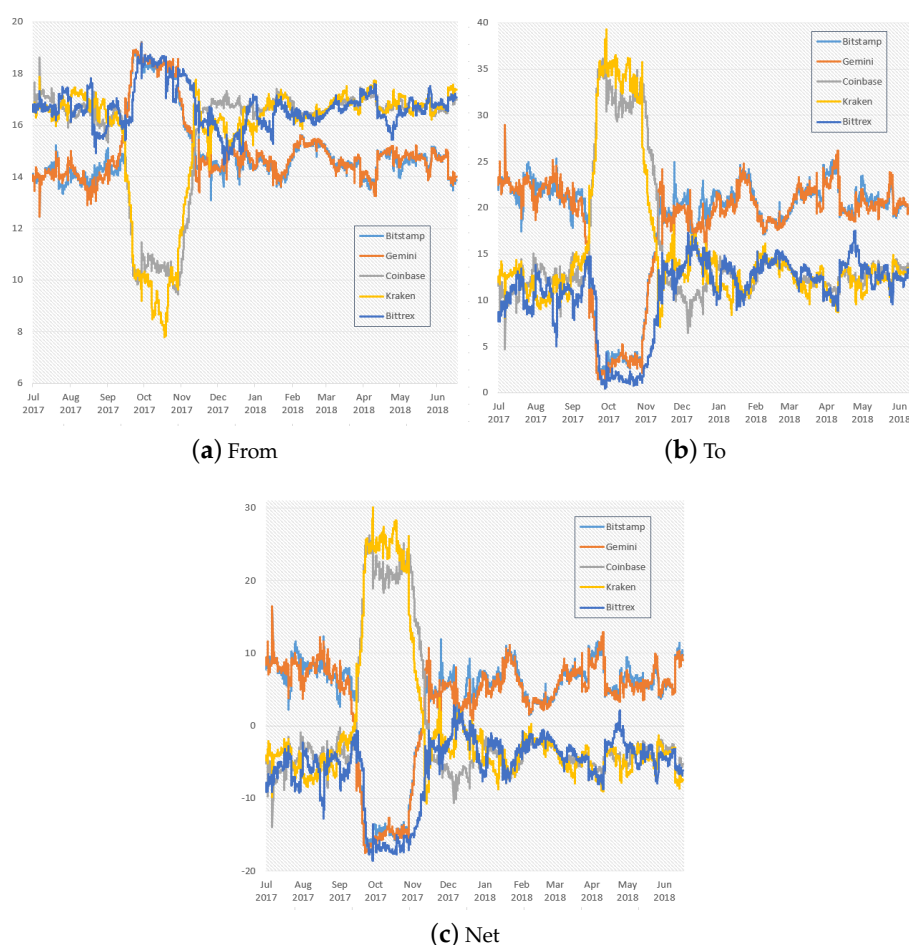 20
18
16
14
12
10
8
6
Bitstamp
Gemini
Coinbase
Kraken
Bittrex
Jul Aug Sep Oct Nov Dec Jan Feb Mar Apr May Jun
2017 2017 2017 2017 2017 2017 2018 2018 2018 2018 2018 2018
(a) From
40
35
30
25
20
15
10
5
0
Bitstamp
Gemini
Coinbase
Kraken
Bittrex
Jul Aug Sep Oct Nov Dec Jan Feb Mar Apr May Jun
2017 2017 2017 2017 2017 2017 2018 2018 2018 2018 2018 2018
(b) To
30
20
10
0
-10
-20
Bitstamp
Gemini
Coinbase
Kraken
Bittrex
Jul Aug Sep Oct Nov Dec Jan Feb Mar Apr May Jun
2017 2017 2017 2017 2017 2017 2018 2018 2018 2018 2018 2018
(c) Net